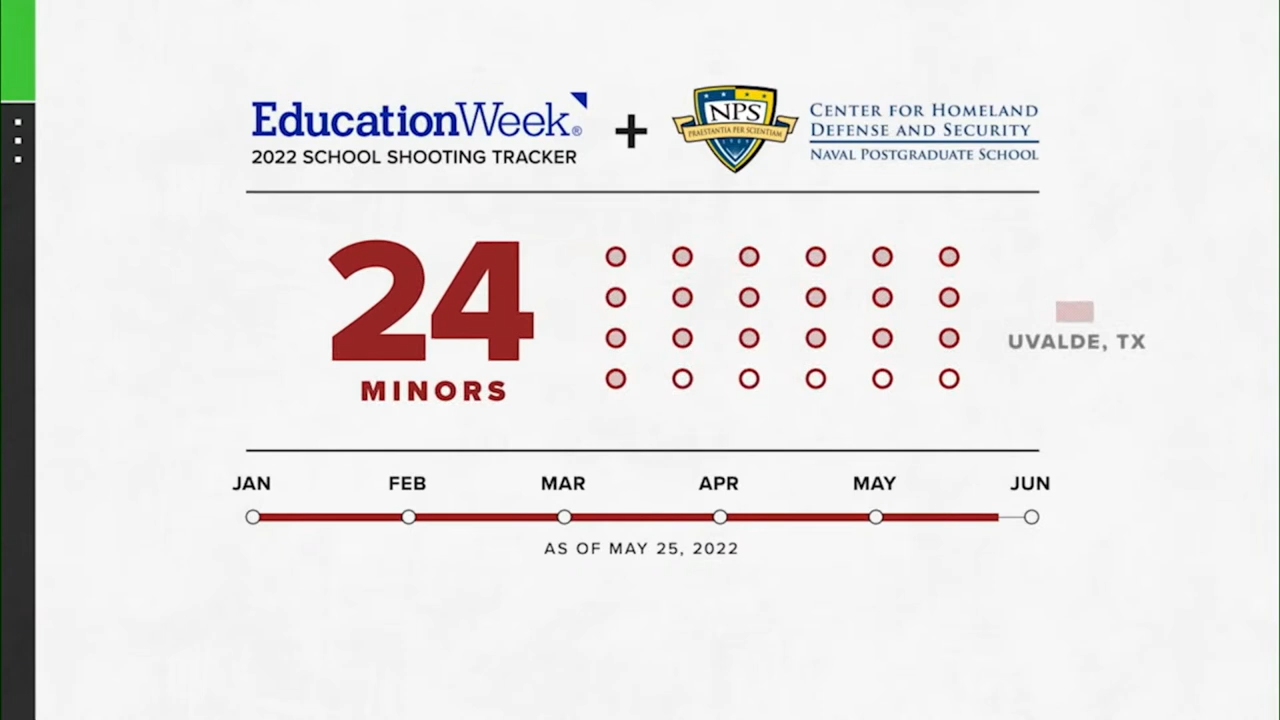 EducationWeek®
2022 SCHOOL SHOOTING TRACKER
+
NPS
PRAESTANTIA PER SCIENTIAM
CENTER FOR HOMELAND
DEFENSE AND SECURITY
NAVAL POSTGRADUATE SCHOOL
24
MINORS
UVALDE, TX
JAN FEB MAR APR MAY JUN
AS OF MAY 25, 2022